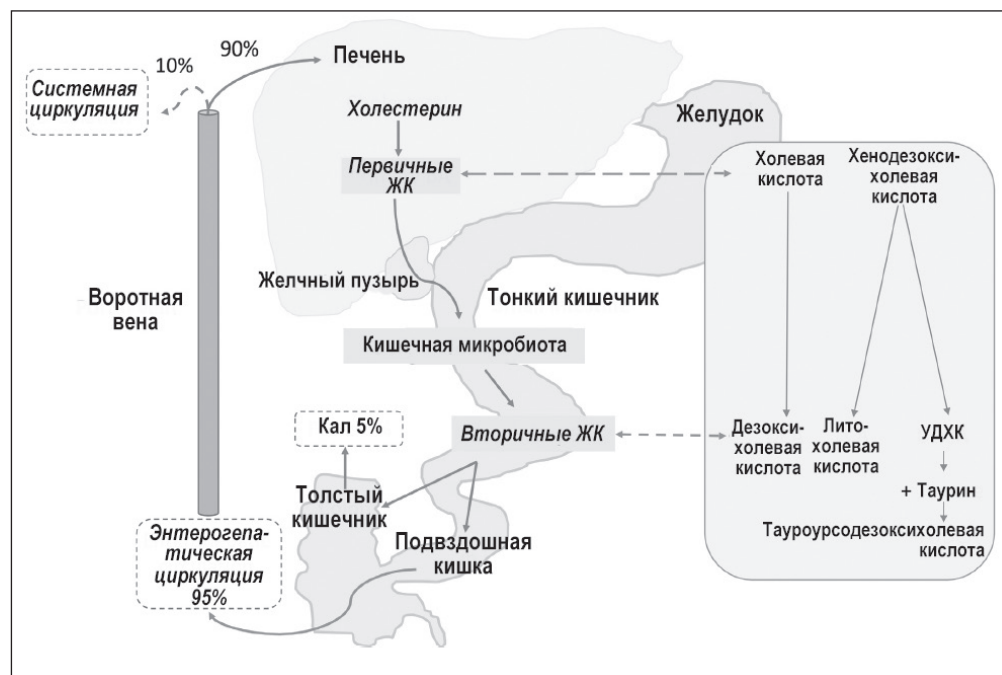 90%
10%
Печень
Системная
циркуляция
Холестерин
Желудок
Первичные
ЖК
Холевая
кислота
Хенодезокси-
холевая
кислота
Желчный пузырь
Тонкий кишечник
Воротная
вена
Кишечная микробиота
Вторичные ЖК
Дезокси-
холевая
кислота
Лито-
холевая
кислота
УДХК
+ Таурин
Тауроурсодезоксихолевая
кислота
Кал 5%
Толстый
кишечник
Подвздошная
кишка
Энтерогепа-
тическая
циркуляция
95%